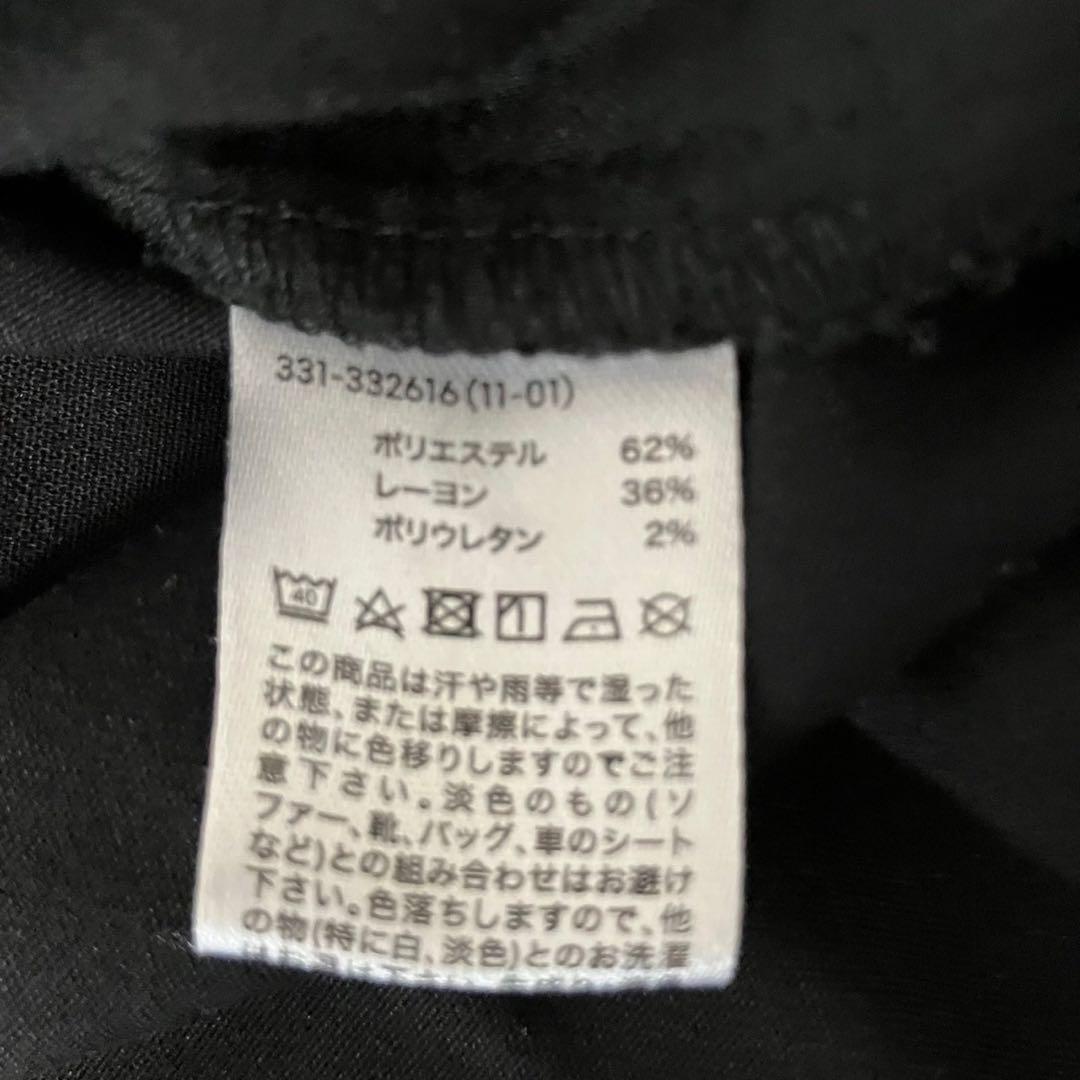 331-332616(11-01)
ポリエステル 62%
レーヨン 36%
ポリウレタン 2%
40
この商品は汗や雨等で湿った
状態、または摩擦によって、他
の物に色移りしますのでご注
意下さい。淡色のもの(ソ
ファー、靴、バッグ、車のシート
など)との組み合わせはお避け
下さい。色落ちしますので、他
の物(特に白、淡色)とのお洗濯